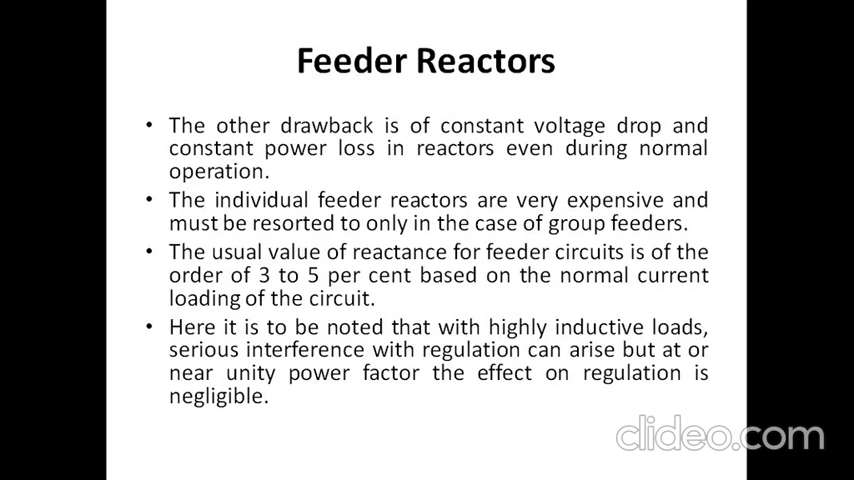 Feeder Reactors
• The other drawback is of constant voltage drop and
constant power loss in reactors even during normal
operation.
• The individual feeder reactors are very expensive and
must be resorted to only in the case of group feeders.
• The usual value of reactance for feeder circuits is of the
order of 3 to 5 per cent based on the normal current
loading of the circuit.
• Here it is to be noted that with highly inductive loads,
serious interference with regulation can arise but at or
near unity power factor the effect on regulation is
negligible.
clideo.com